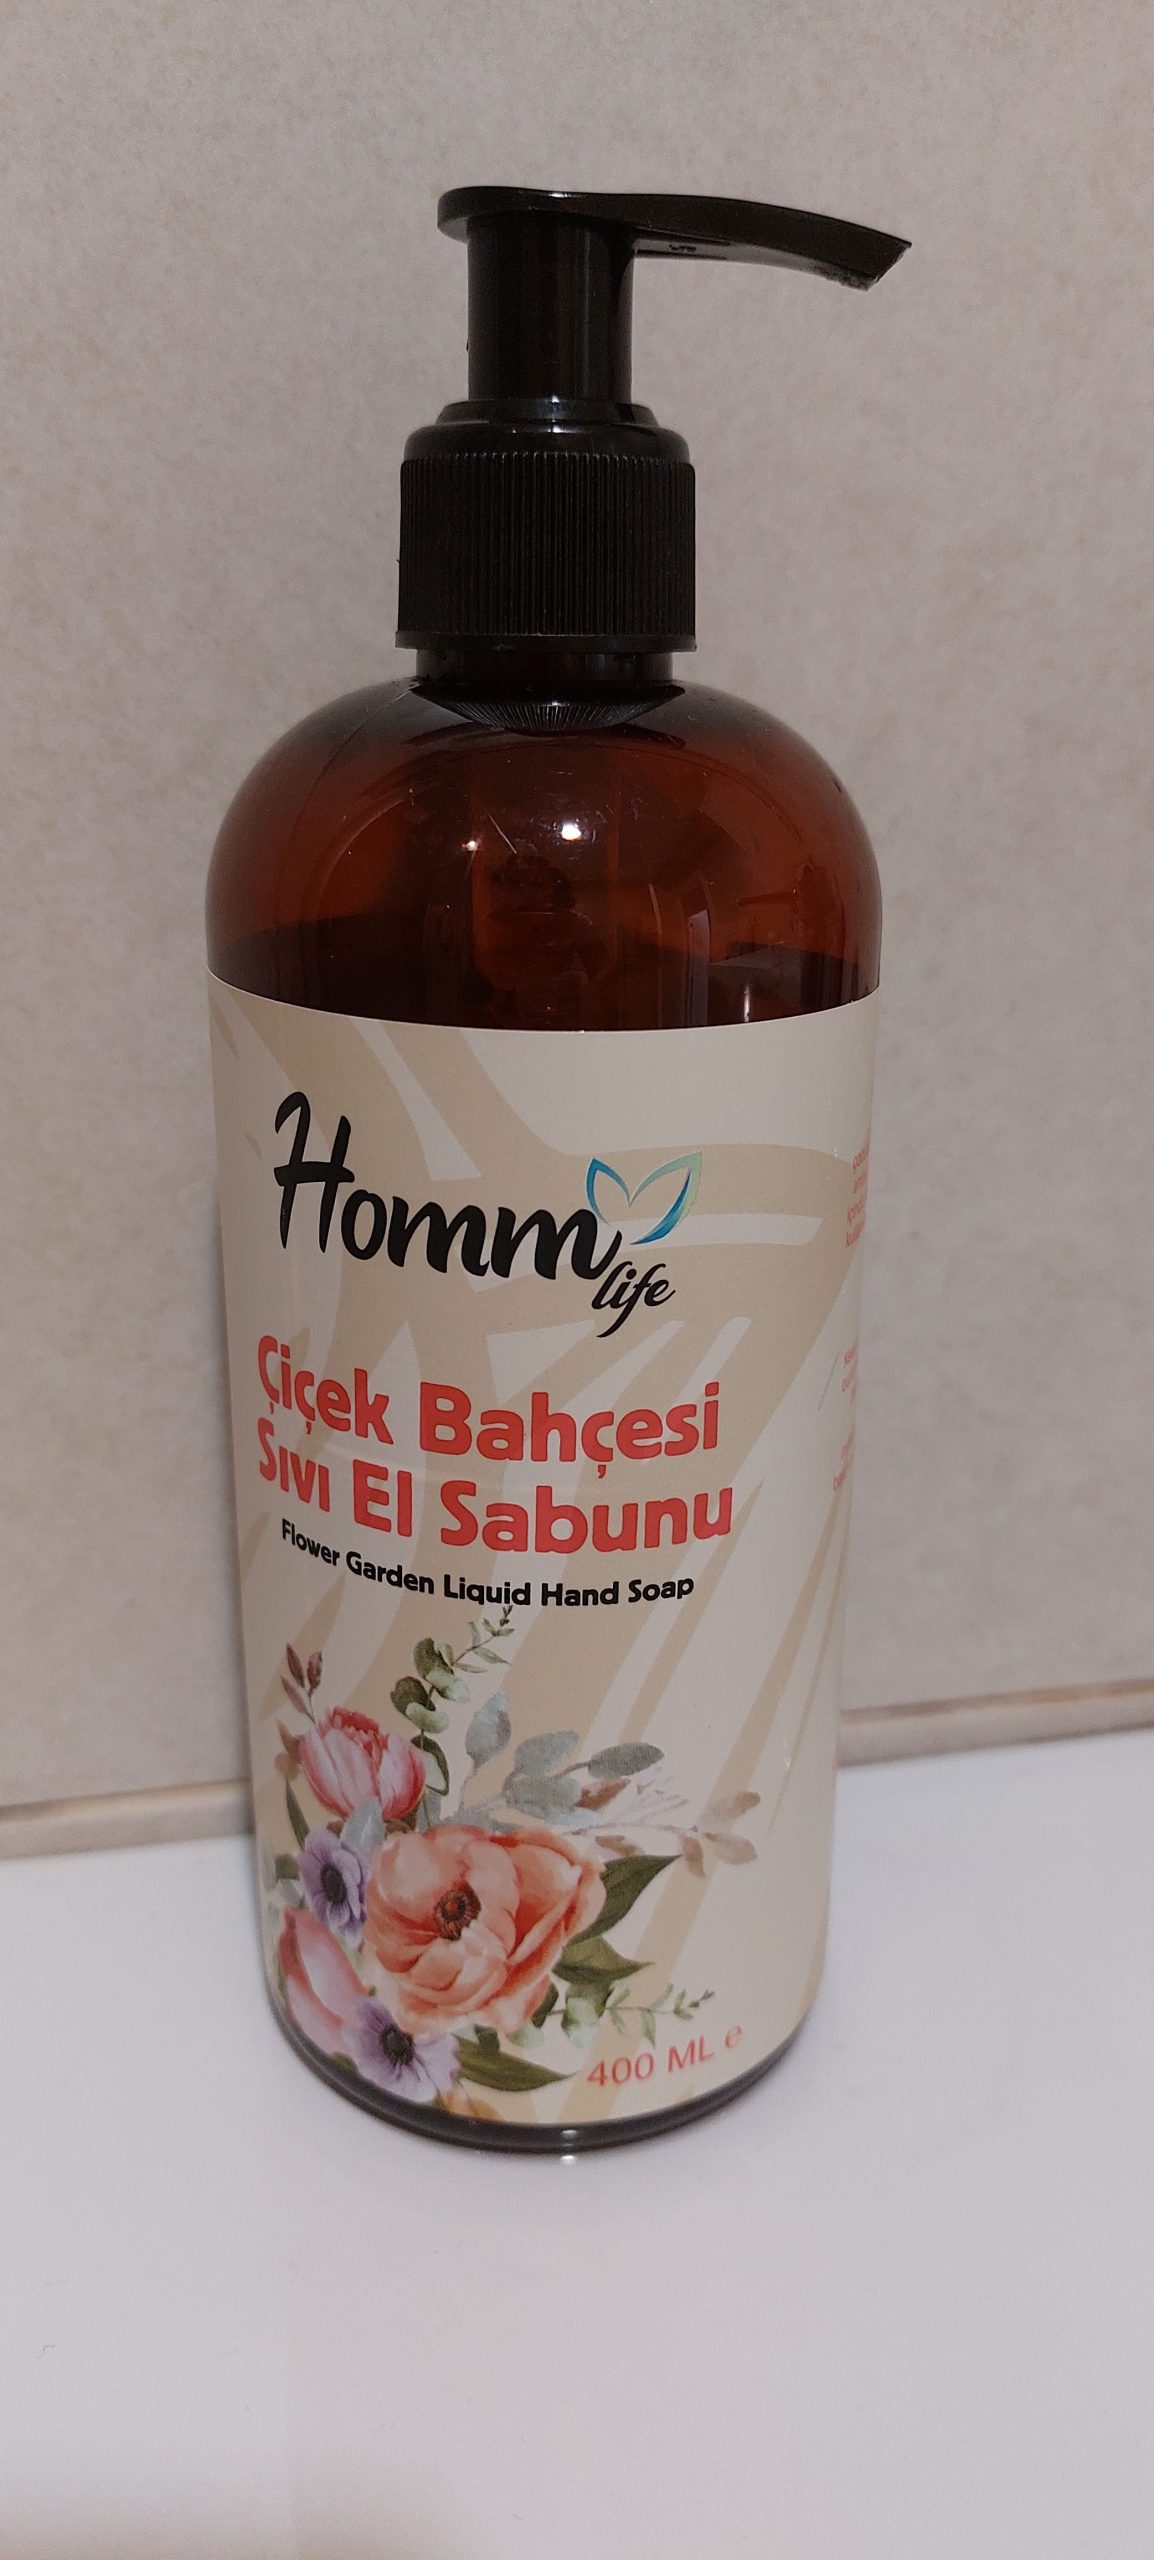 Homm
life
Çiçek Bahçesi
Sıvı El Sabunu
Flower Garden Liquid Hand Soap
400 ML e